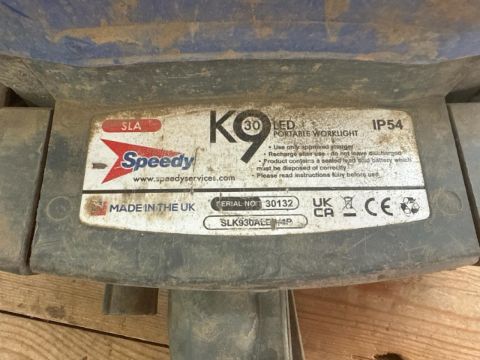 SLA
K9 30 LED
PORTABLE WORKLIGHT
IP54
Speedy
www.speedyservices.com
• Use only approved charger
• Recharge after use - do not leave discharged
• Product contains a sealed lead acid battery which
must be disposed of correctly
Please read instructions fully before use.
MADE IN THE UK
SERIAL NO: 30132
UK
CA
CE